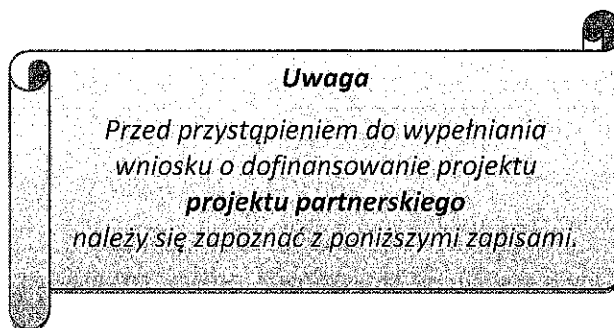 Uwaga
Przed przystąpieniem do wypełniania
wniosku o dofinansowanie projektu
projektu partnerskiego
należy się zapoznać z poniższymi zapisami.